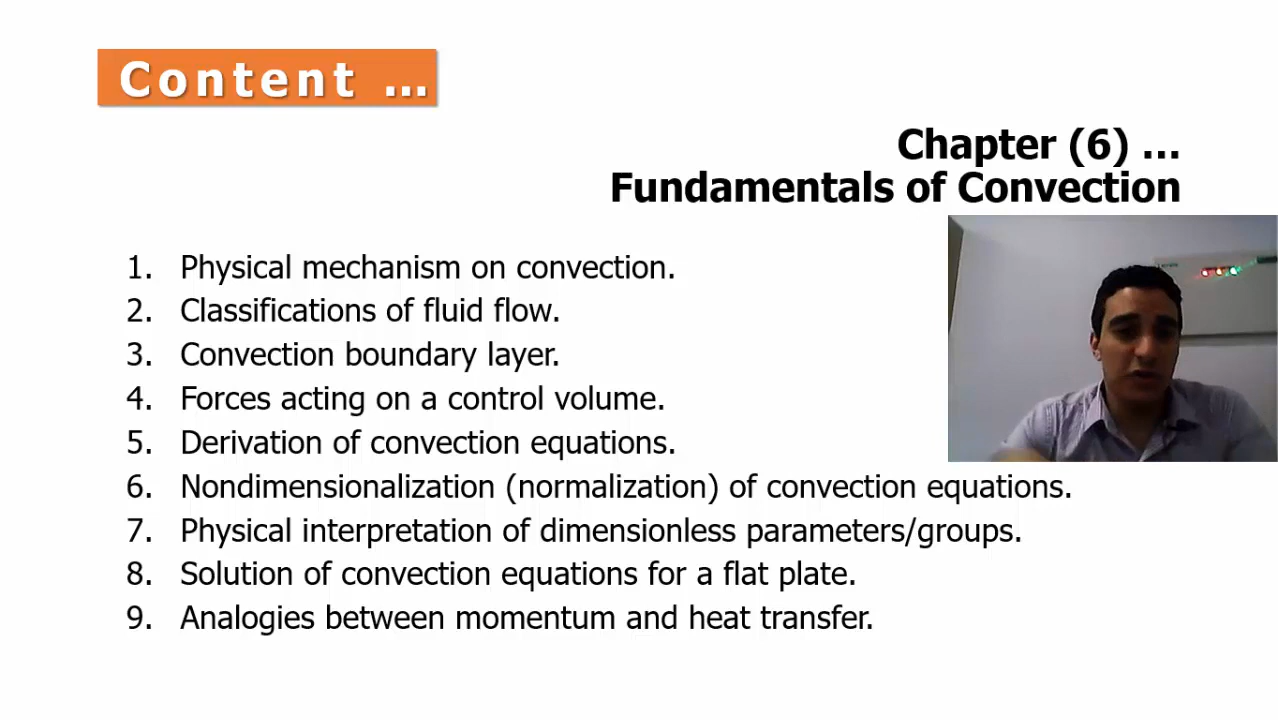 Content ...
Chapter (6) ...
Fundamentals of Convection
1. Physical mechanism on convection.
2. Classifications of fluid flow.
3. Convection boundary layer.
4. Forces acting on a control volume.
5. Derivation of convection equations.
6. Nondimensionalization (normalization) of convection equations.
7. Physical interpretation of dimensionless parameters/groups.
8. Solution of convection equations for a flat plate.
9. Analogies between momentum and heat transfer.